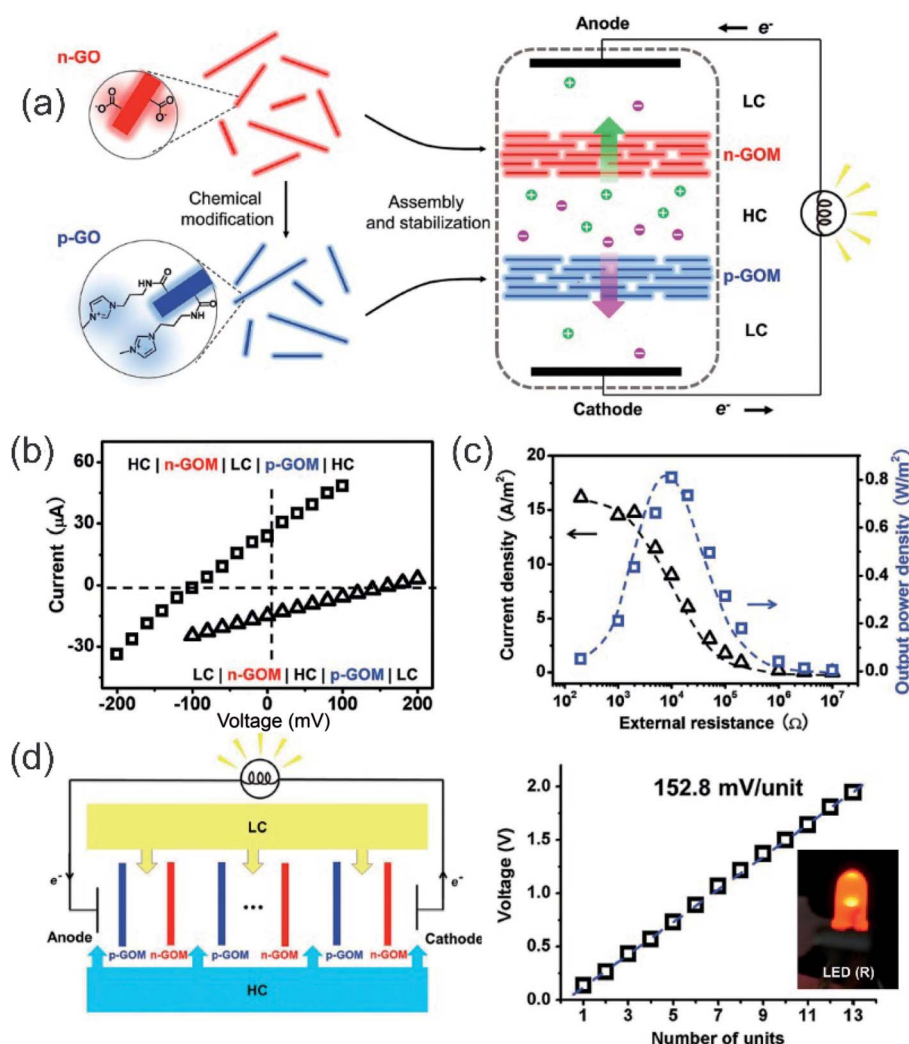 (a)
n-GO
O
O
-O
O-
Chemical
modification
p-GO
O
HN
NH
O
N
N
+
N
N
Assembly
and stabilization
Anode
e-
LC
n-GOM
HC
p-GOM
LC
Cathode
e-
(b)
HC | n-GOM | LC | p-GOM | HC
LC | n-GOM | HC | p-GOM | LC
Current (μA)
60
30
0
-30
-200 -100 0 100 200
Voltage (mV)
(c)
Current density (A/m²)
20
15
10
5
0
Output power density (W/m²)
0.8
0.6
0.4
0.2
0.0
10² 10³ 10⁴ 10⁵ 10⁶ 10⁷
External resistance (Ω)
(d)
LC
e-
e-
...
Anode
Cathode
p-GOM n-GOM p-GOM n-GOM p-GOM n-GOM
HC
152.8 mV/unit
Voltage (V)
2.0
1.5
1.0
0.5
0.0
1 3 5 7 9 11 13
Number of units
LED (R)